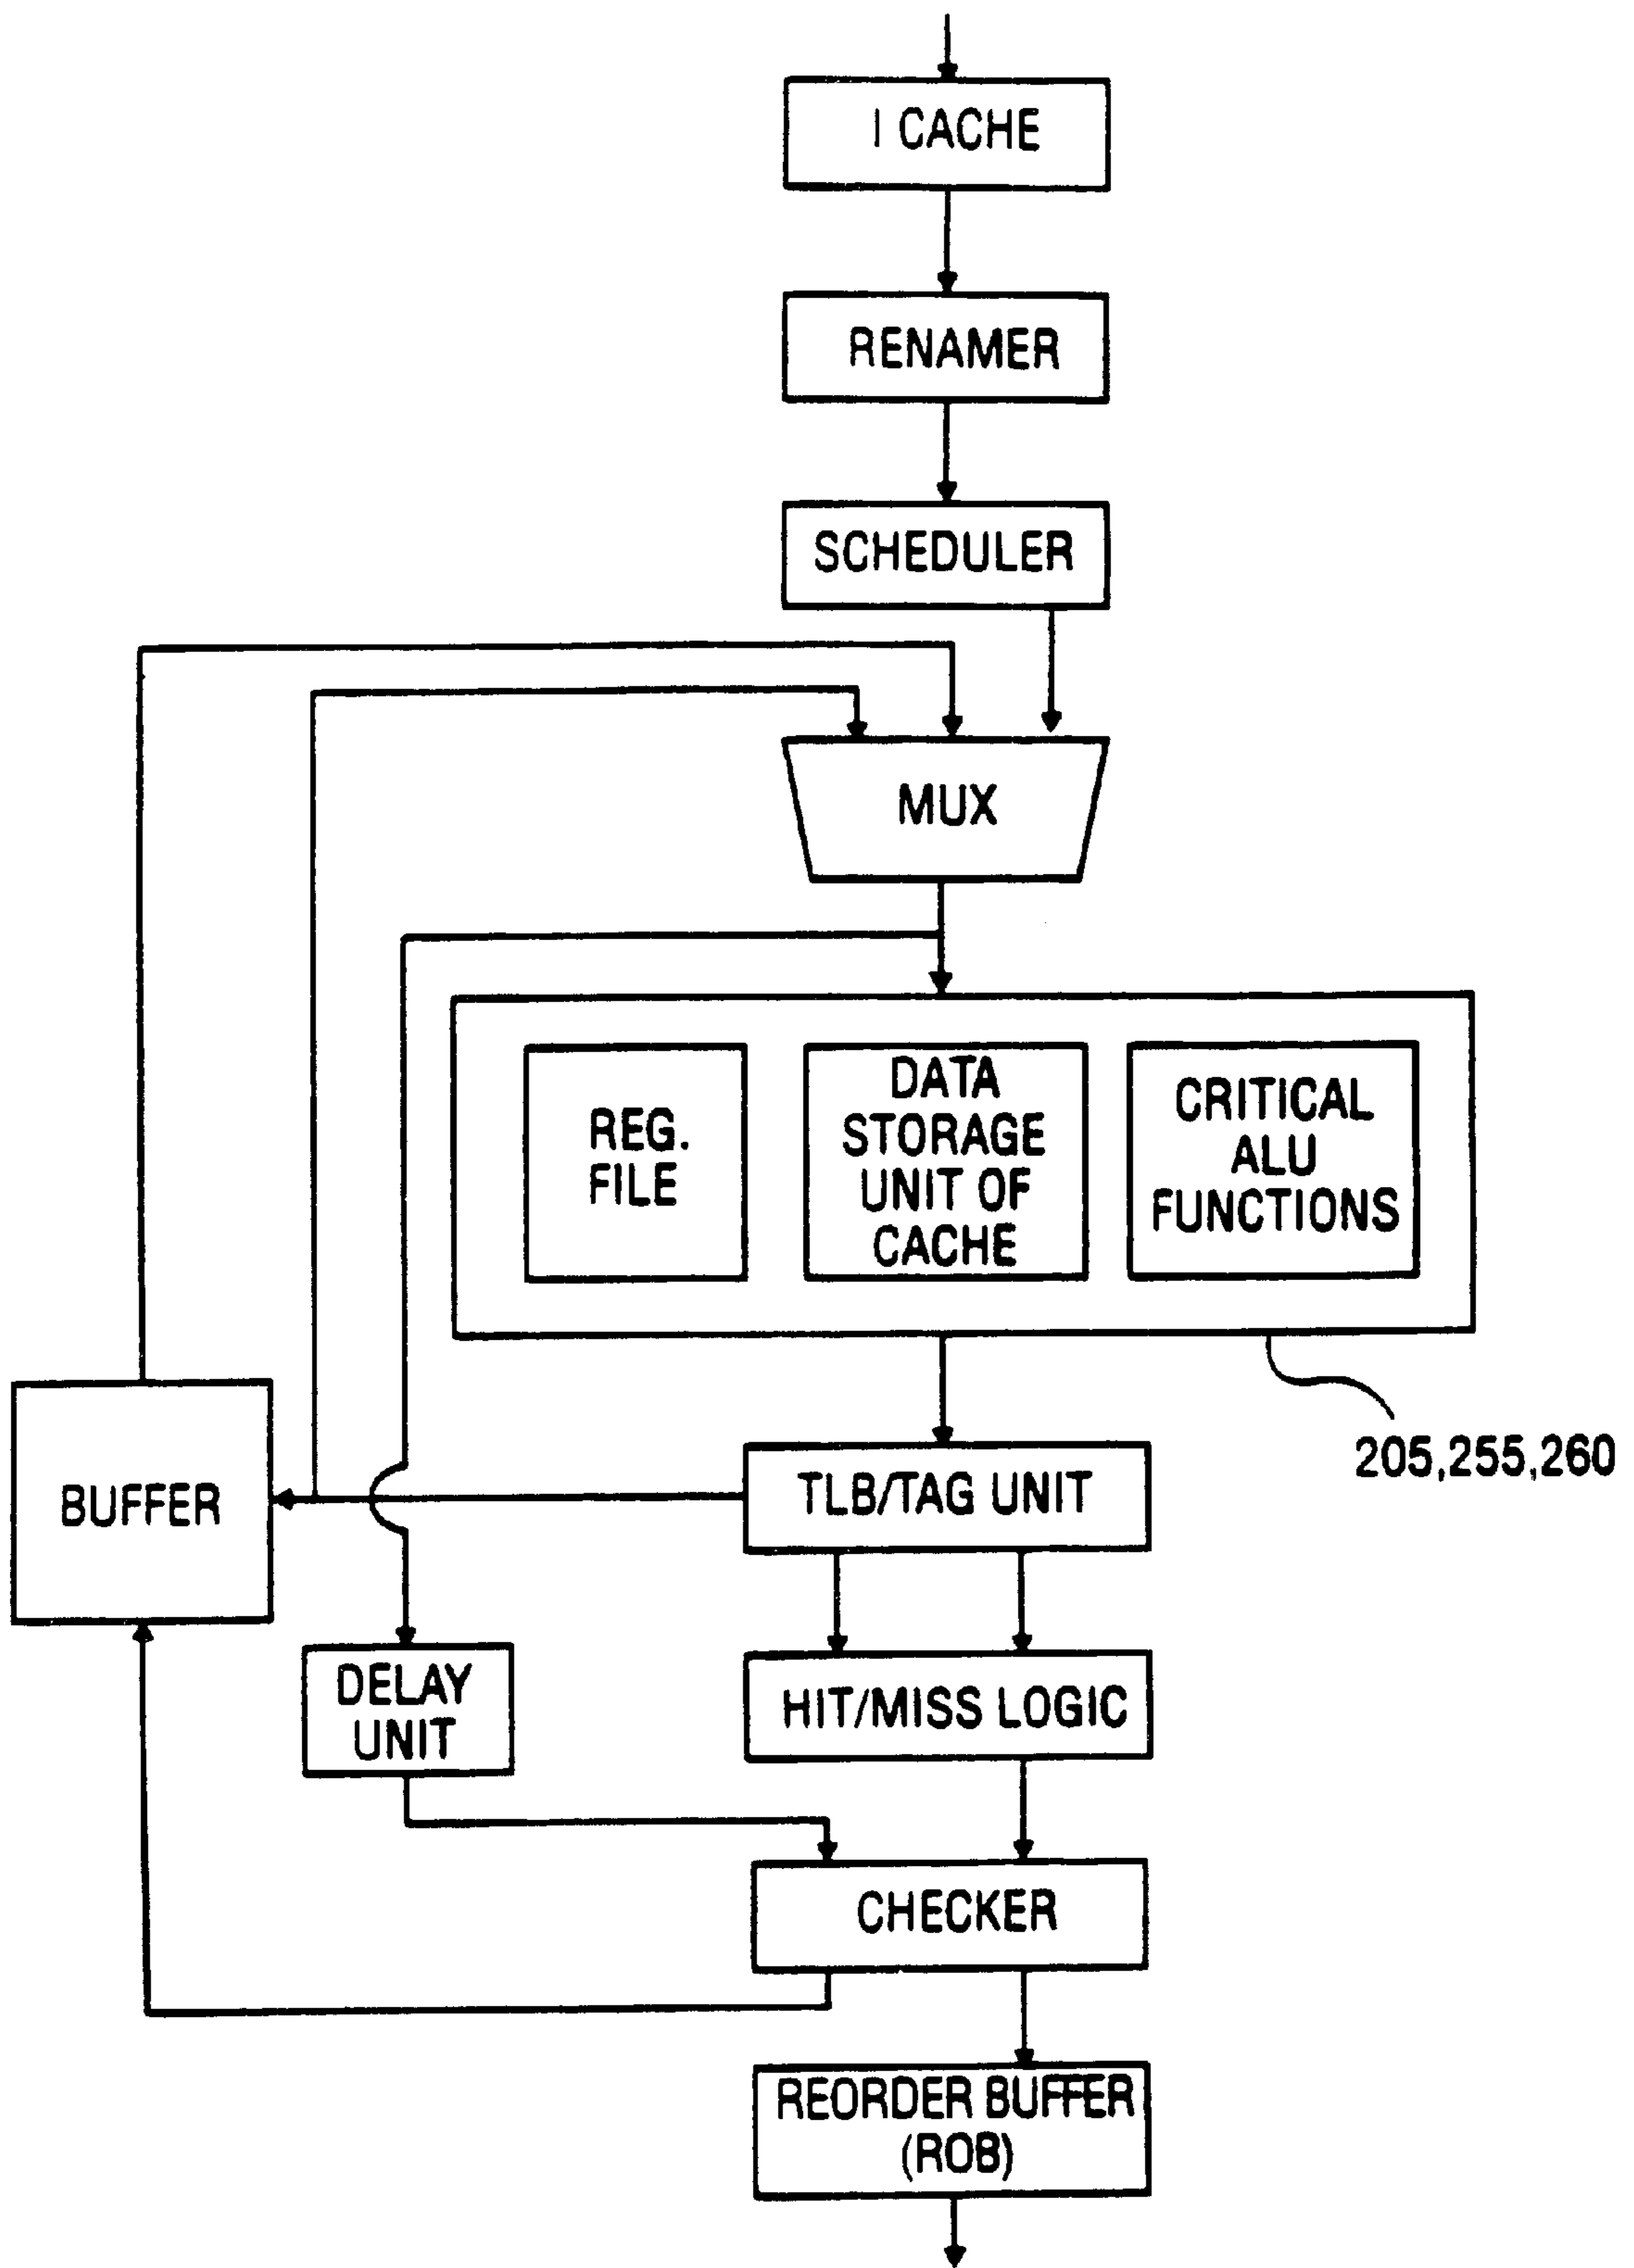 I CACHE
RENAMER
SCHEDULER
MUX
REG.
FILE
DATA
STORAGE
UNIT OF
CACHE
CRITICAL
ALU
FUNCTIONS
205,255,260
BUFFER
TLB/TAG UNIT
DELAY
UNIT
HIT/MISS LOGIC
CHECKER
REORDER BUFFER
(ROB)